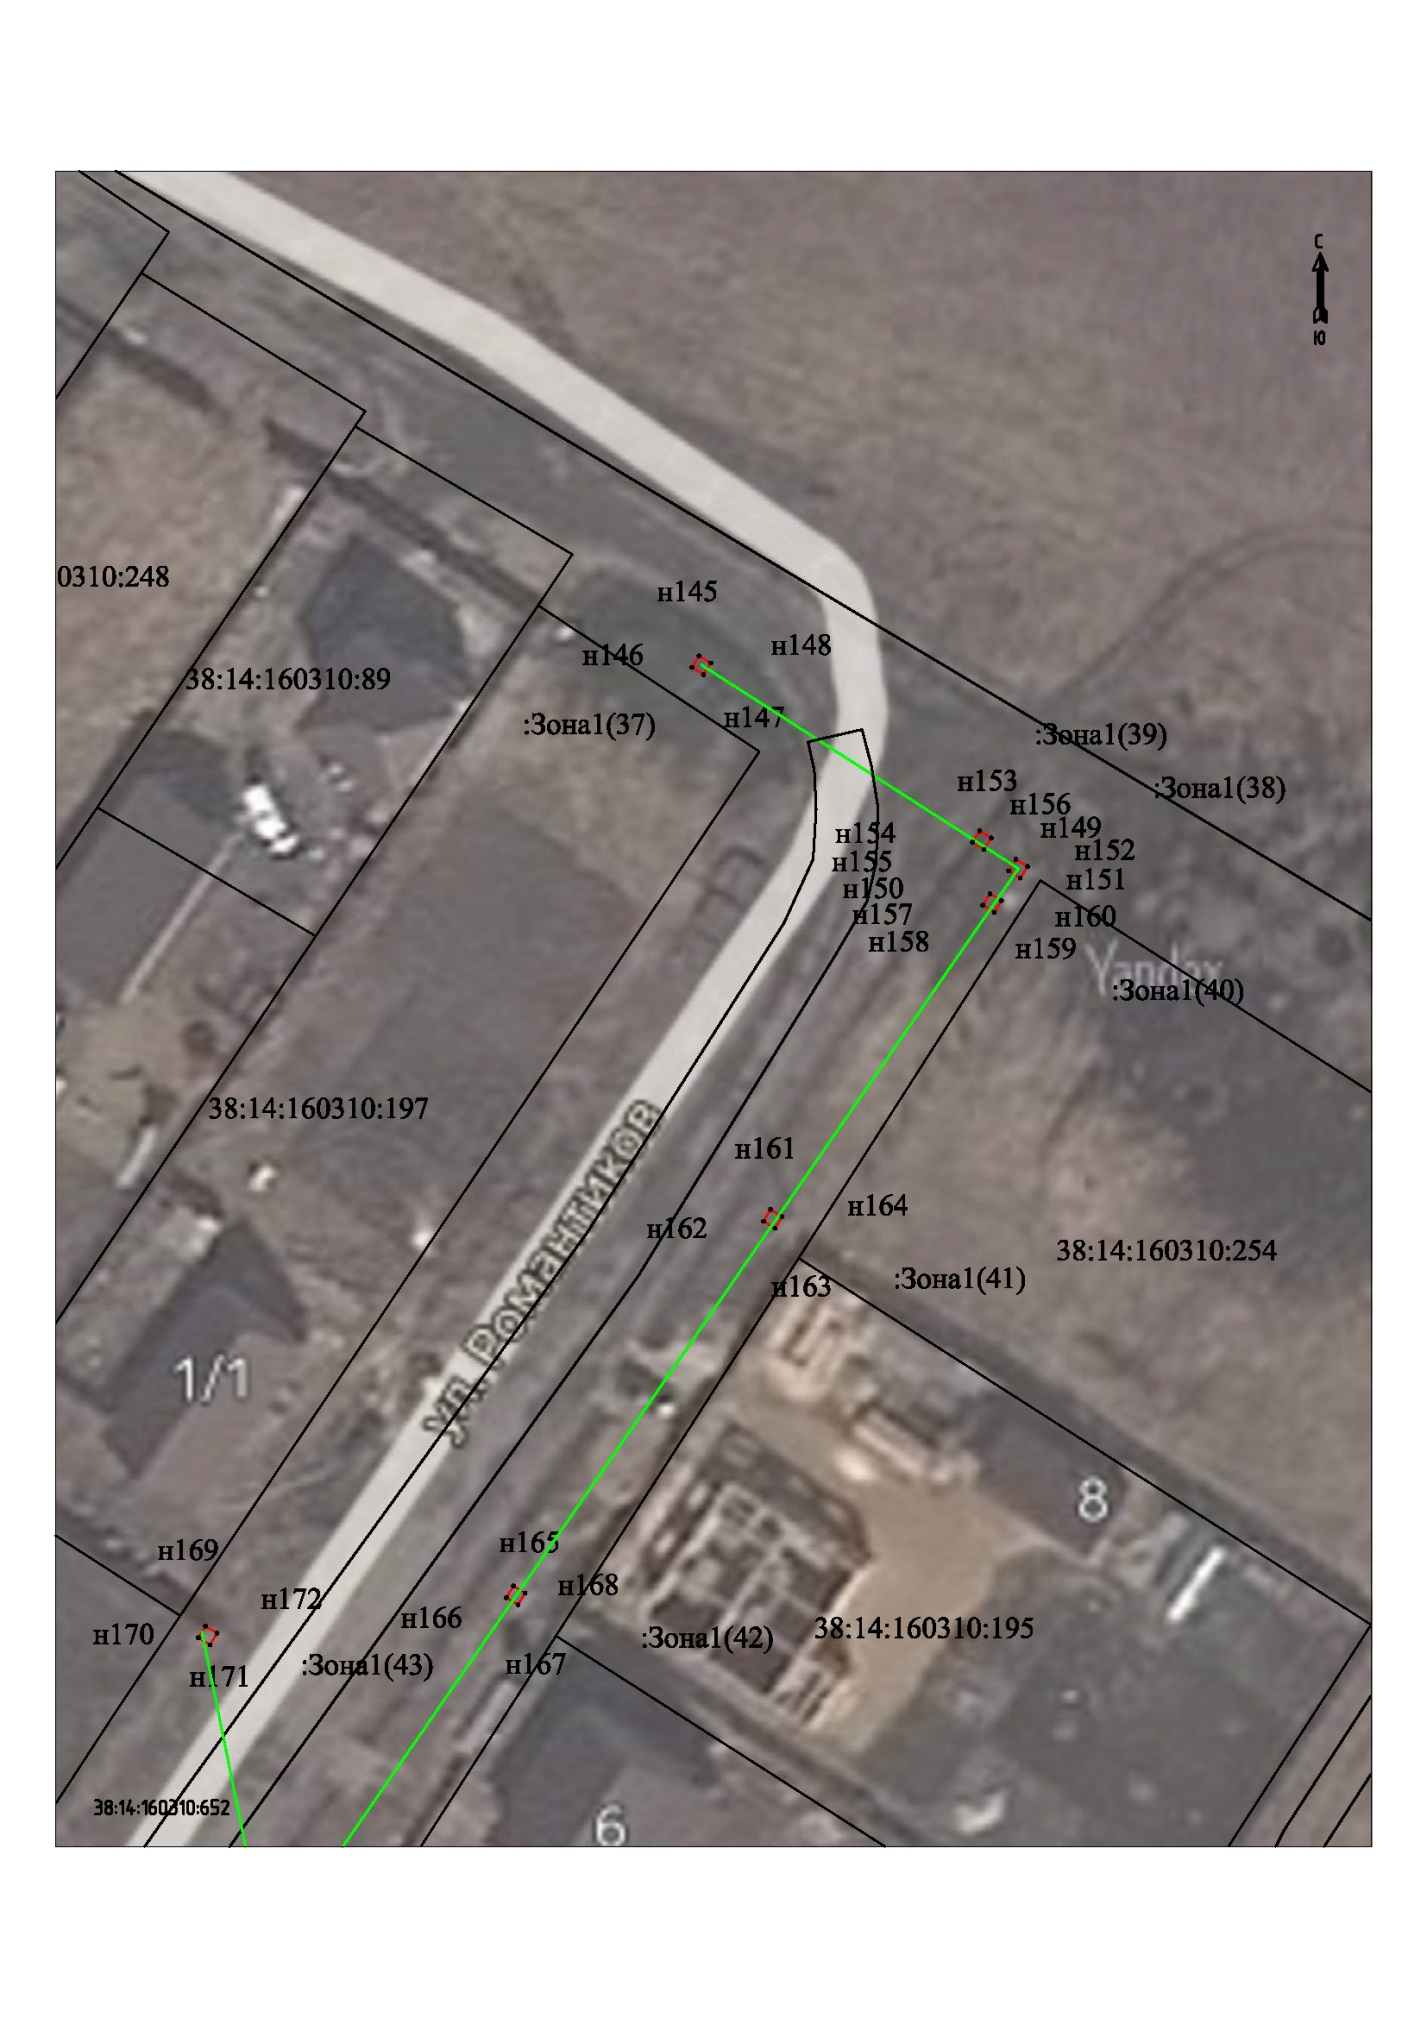 С
Ю
0310:248
н145
н146
н148
38:14:160310:89
:Зона1(37)
н147
:Зона1(39)
н153
:Зона1(38)
н156
н154
н149
н155
н152
н150
н151
н157
н160
н158
н159
Yandex
:Зона1(40)
38:14:160310:197
н161
н164
н162
38:14:160310:254
н163
:Зона1(41)
ул. Романтиков
1/1
8
н165
н169
н168
н172
н166
38:14:160310:195
н170
:Зона1(42)
н167
:Зона1(43)
н171
38:14:160310:652
6